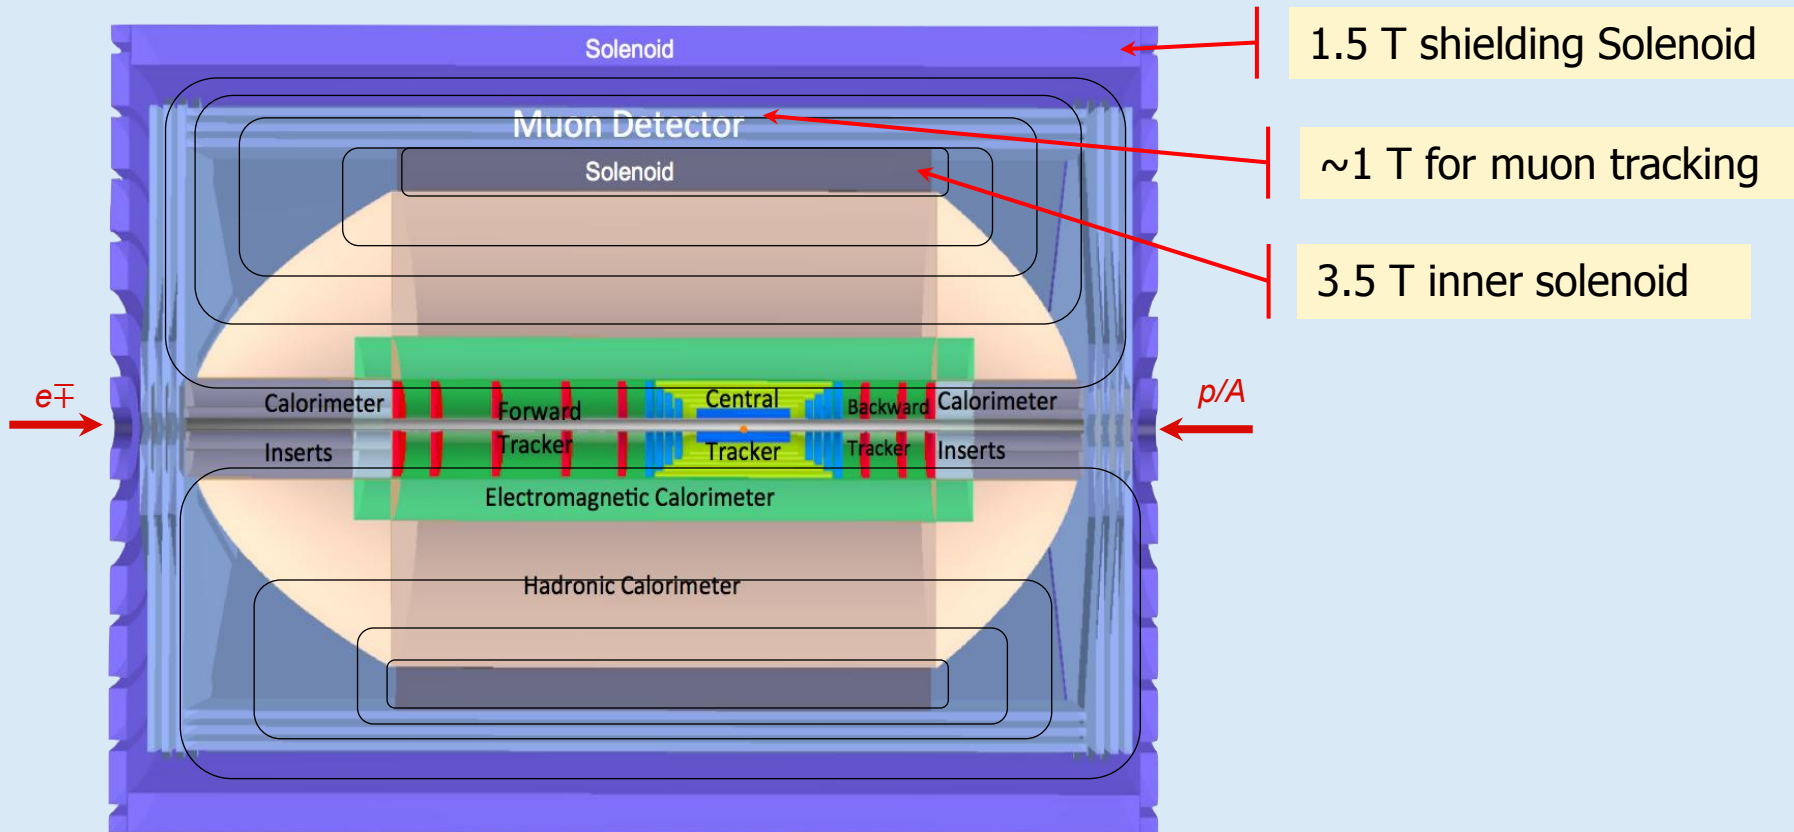 Solenoid
1.5 T shielding Solenoid
Muon Detector
~1 T for muon tracking
Solenoid
3.5 T inner solenoid
e∓
p/A
Calorimeter
Inserts
Forward
Tracker
Central
Tracker
Backward
Tracker
Calorimeter
Inserts
Electromagnetic Calorimeter
Hadronic Calorimeter